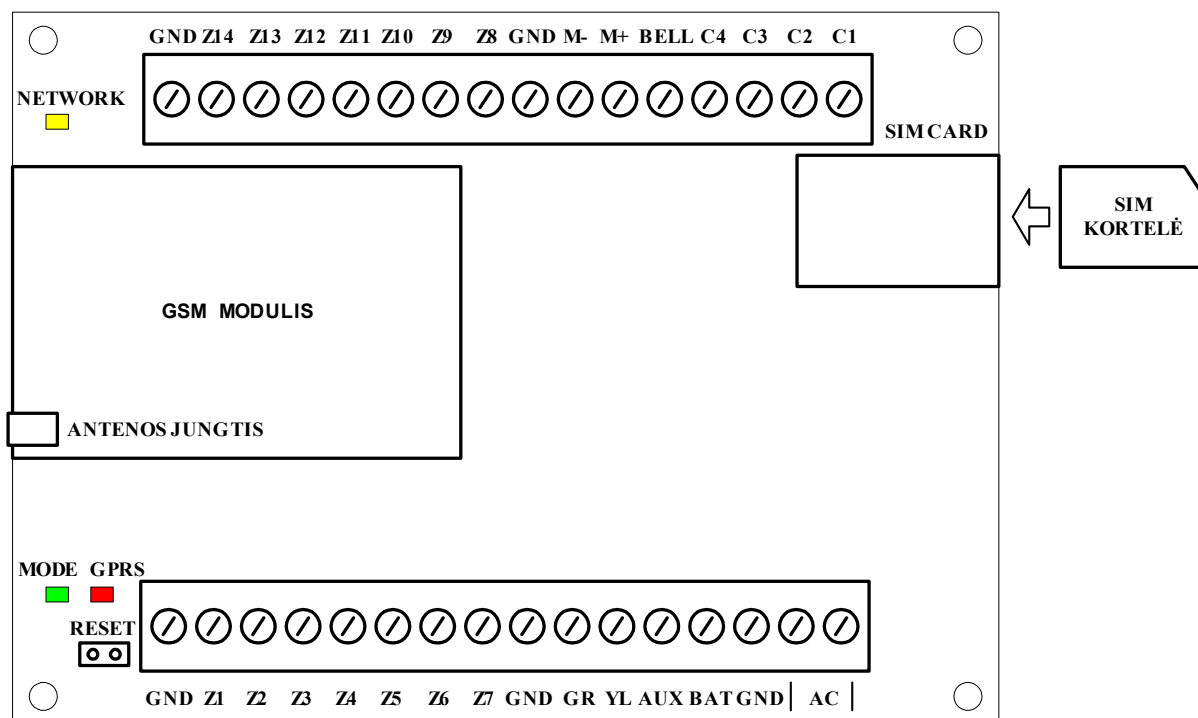 GND Z14 Z13 Z12 Z11 Z10 Z9 Z8 GND M- M+ BELL C4 C3 C2 C1
NETWORK
SIM CARD
SIM
KORTELĖ
GSM MODULIS
ANTENOS JUNGTIS
MODE GPRS
RESET
GND Z1 Z2 Z3 Z4 Z5 Z6 Z7 GND GR YL AUX BAT GND AC